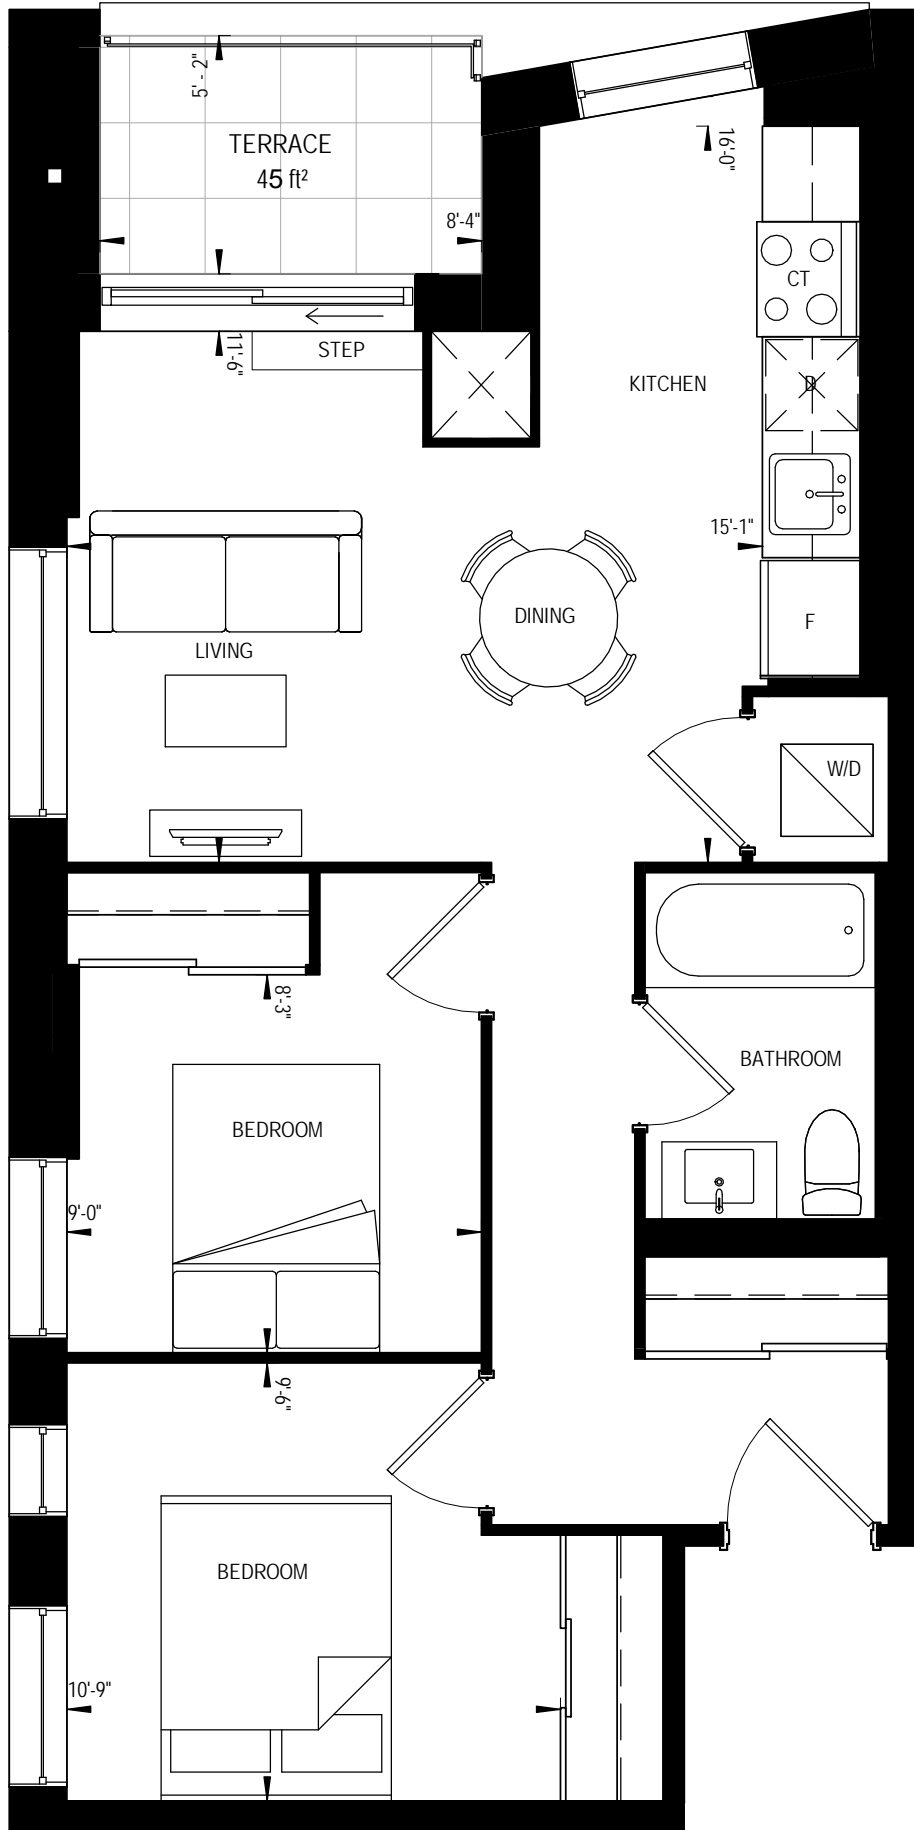 5' - 2"
TERRACE
45 ft²
8'-4"
16'-0"
CT
11'-6"
STEP
KITCHEN
D
15'-1"
DINING
F
LIVING
W/D
8'-3"
BATHROOM
BEDROOM
9'-0"
9'-6"
BEDROOM
10'-9"